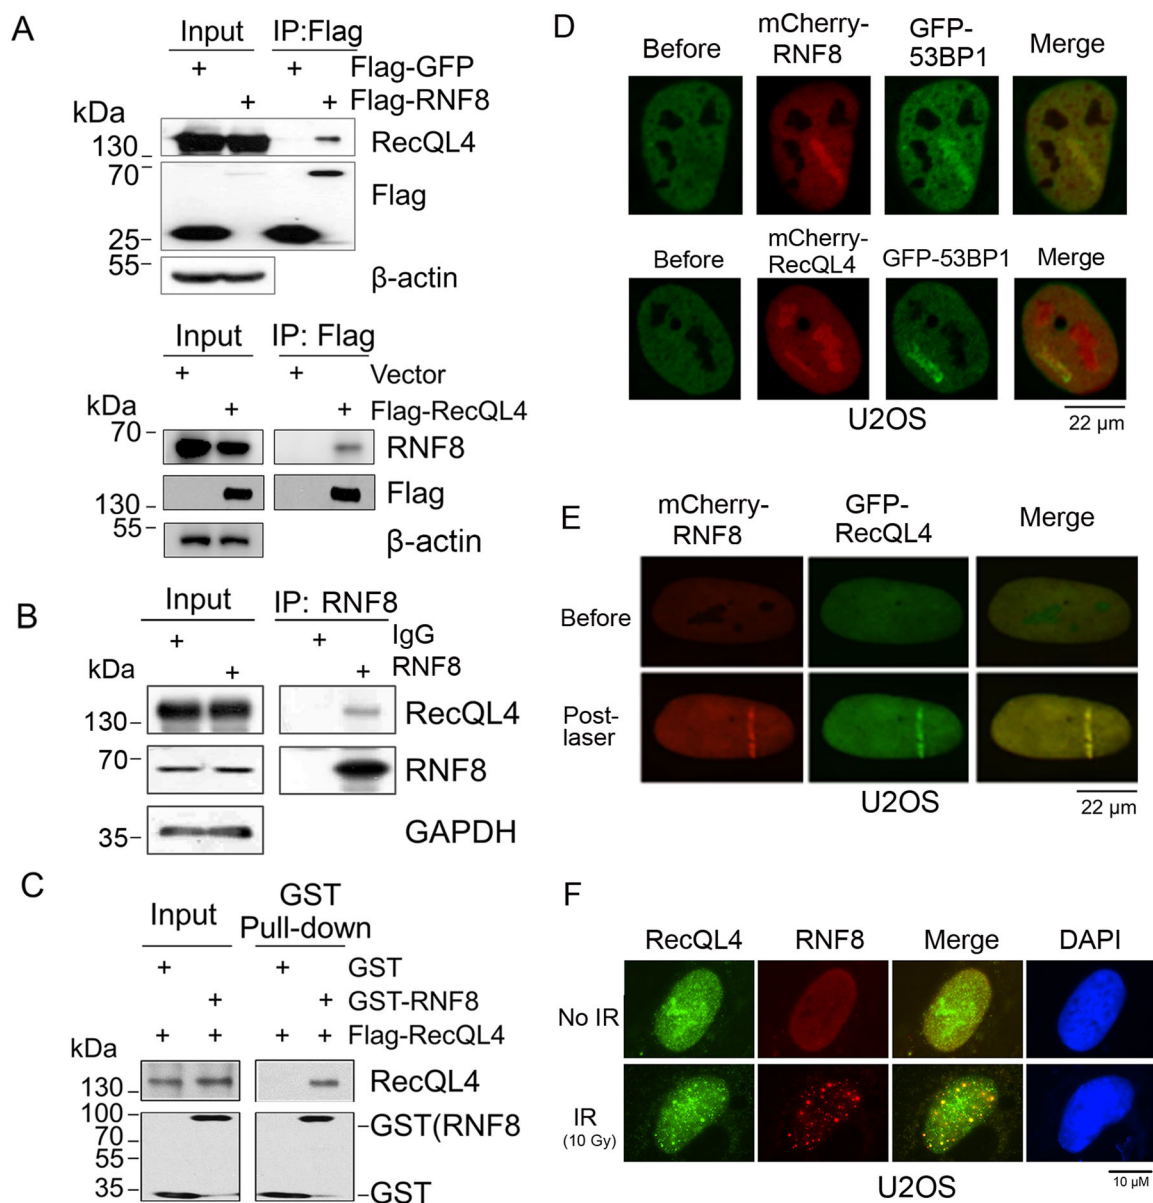 A
Input IP:Flag
+ + Flag-GFP
+ + Flag-RNF8
kDa
130 RecQL4
70
Flag
25
55
β-actin
Input IP: Flag
+ + Vector
kDa + + Flag-RecQL4
70
RNF8
Flag
130
55
β-actin
B
Input IP: RNF8
+ + IgG
kDa + + RNF8
130 RecQL4
70
RNF8
35 GAPDH
C
GST
Input Pull-down
+ + GST
+ + GST-RNF8
+ + + + Flag-RecQL4
kDa
130 RecQL4
100
GST(RNF8
70
55
35
GST
D
Before mCherry-RNF8 GFP-53BP1 Merge
Before mCherry-RecQL4 GFP-53BP1 Merge
U2OS
22 μm
E
mCherry-RNF8 GFP-RecQL4 Merge
Before
Post-
laser
U2OS
22 μm
F
RecQL4 RNF8 Merge DAPI
No IR
IR
(10 Gy)
U2OS
10 μM